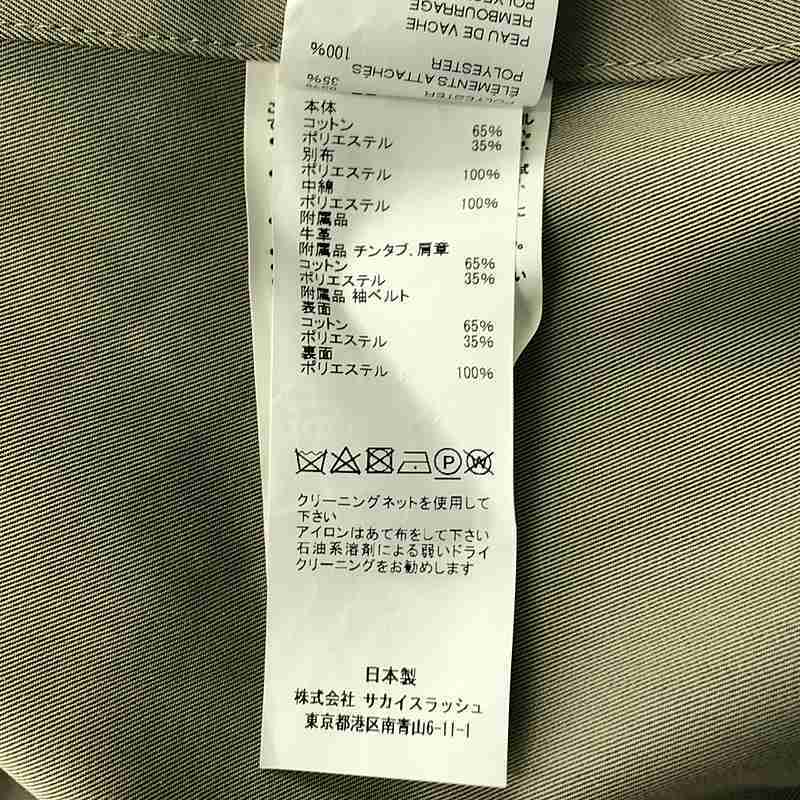 POLYESTER
REMBOURRAGE
PEAU DE VACHE
POLYESTER 100%
ÉLÉMENTS ATTACHÉS
35%
POLYESTER
本体
コットン 65%
ポリエステル 35%
別布
ポリエステル 100%
中綿
ポリエステル 100%
附属品
牛革
附属品 チンタブ、肩章
コットン 65%
ポリエステル 35%
附属品 袖ベルト
表面
コットン 65%
ポリエステル 35%
裏面
ポリエステル 100%
P
W
クリーニングネットを使用して
下さい
アイロンはあて布をして下さい
石油系溶剤による弱いドライ
クリーニングをお勧めします
日本製
株式会社 サカイスラッシュ
東京都港区南青山6-11-1